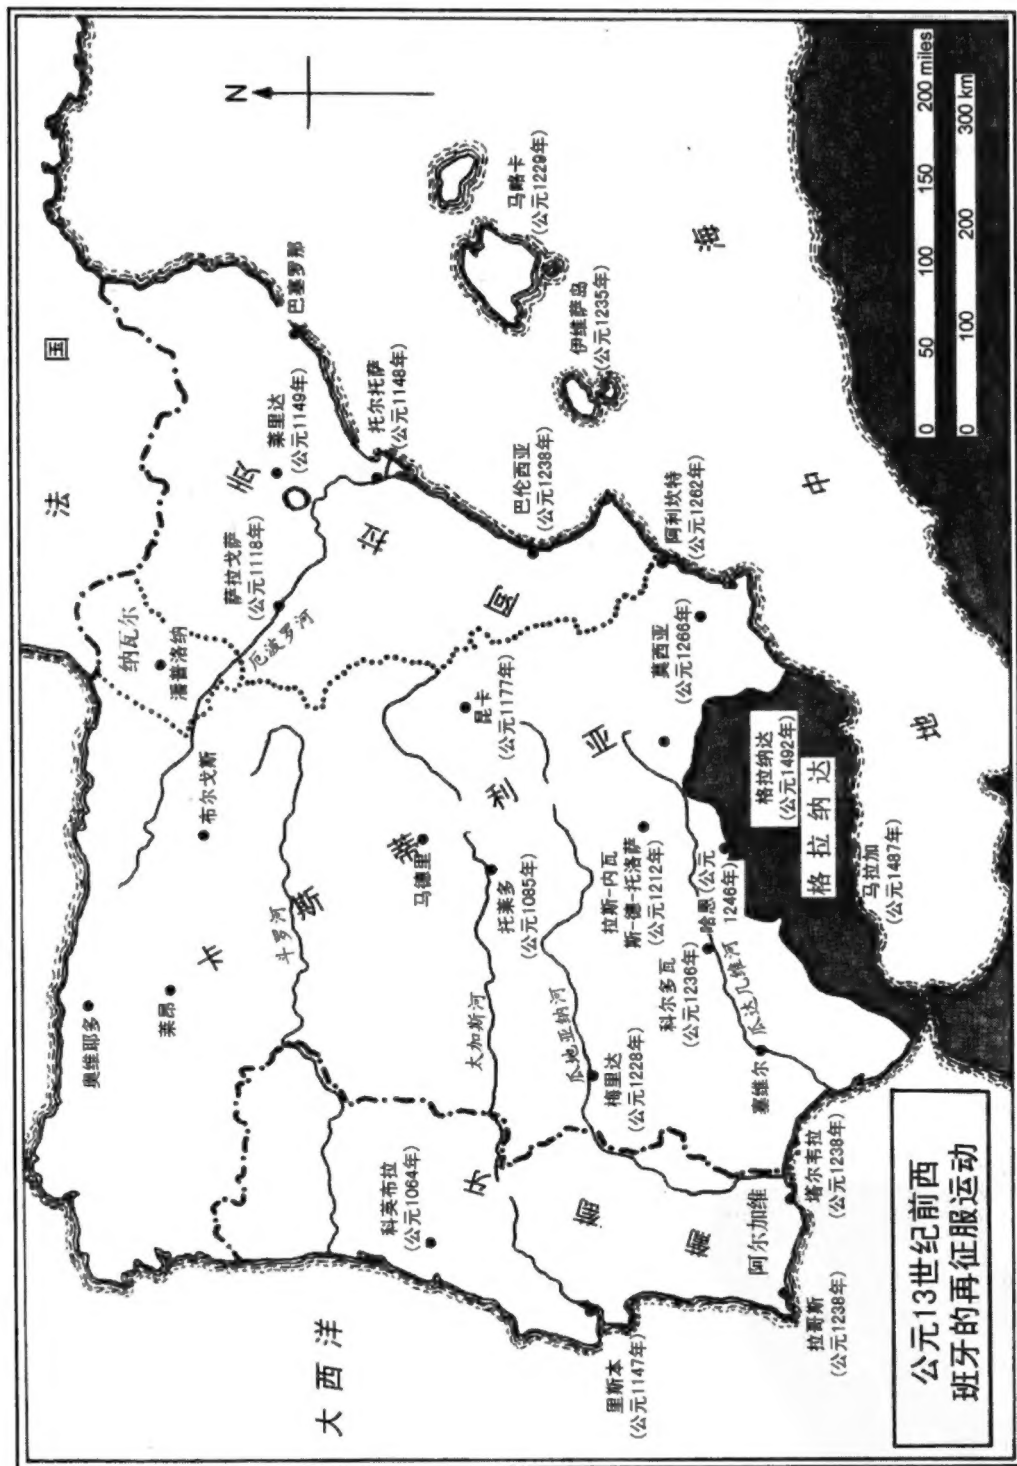 公元13世纪前西
班牙的再征服运动
N
法国
大西洋
地中海
纳瓦尔
潘普洛纳
奥维耶多
莱昂
布尔戈斯
厄波罗河
萨拉戈萨
(公元1118年)
莱里达
(公元1149年)
巴塞罗那
托尔托萨
(公元1148年)
阿拉贡
卡斯蒂利亚
斗罗河
马德里
昆卡
(公元1177年)
巴伦西亚
(公元1238年)
马略卡
(公元1229年)
伊维萨岛
(公元1235年)
阿利坎特
(公元1262年)
莫西亚
(公元1266年)
科英布拉
(公元1064年)
太加斯河
托莱多
(公元1085年)
瓜地亚纳河
梅里达
(公元1228年)
拉斯-内瓦
斯-德-托洛萨
(公元1212年)
科尔多瓦
(公元1236年)
哈恩(公元
1246年)
瓜达几维河
塞维尔
格拉纳达
(公元1492年)
格拉纳达
马拉加
(公元1487年)
里斯本
(公元1147年)
阿尔加维
拉哥斯
(公元1238年)
塔尔韦拉
(公元1238年)
0 50 100 150 200 miles
0 100 200 300 km